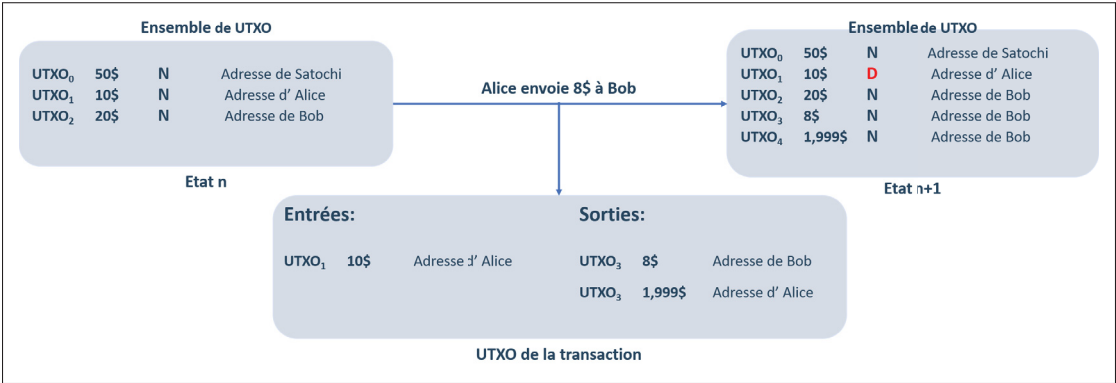 Ensemble de UTXO
UTXO₀ 50$ N Adresse de Satochi
UTXO₁ 10$ N Adresse d' Alice
UTXO₂ 20$ N Adresse de Bob
Etat n
Alice envoie 8$ à Bob
Ensemble de UTXO
UTXO₀ 50$ N Adresse de Satochi
UTXO₁ 10$ D Adresse d' Alice
UTXO₂ 20$ N Adresse de Bob
UTXO₃ 8$ N Adresse de Bob
UTXO₄ 1,999$ N Adresse de Bob
Etat n+1
Entrées:
UTXO₁ 10$ Adresse d' Alice
Sorties:
UTXO₃ 8$ Adresse de Bob
UTXO₃ 1,999$ Adresse d' Alice
UTXO de la transaction